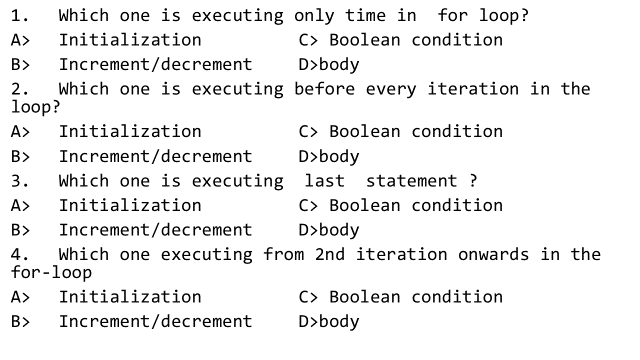 1. Which one is executing only time in for loop?
A> Initialization C> Boolean condition
B> Increment/decrement D>body
2. Which one is executing before every iteration in the
loop?
A> Initialization C> Boolean condition
B> Increment/decrement D>body
3. Which one is executing last statement ?
A> Initialization C> Boolean condition
B> Increment/decrement D>body
4. Which one executing from 2nd iteration onwards in the
for-loop
A> Initialization C> Boolean condition
B> Increment/decrement D>body